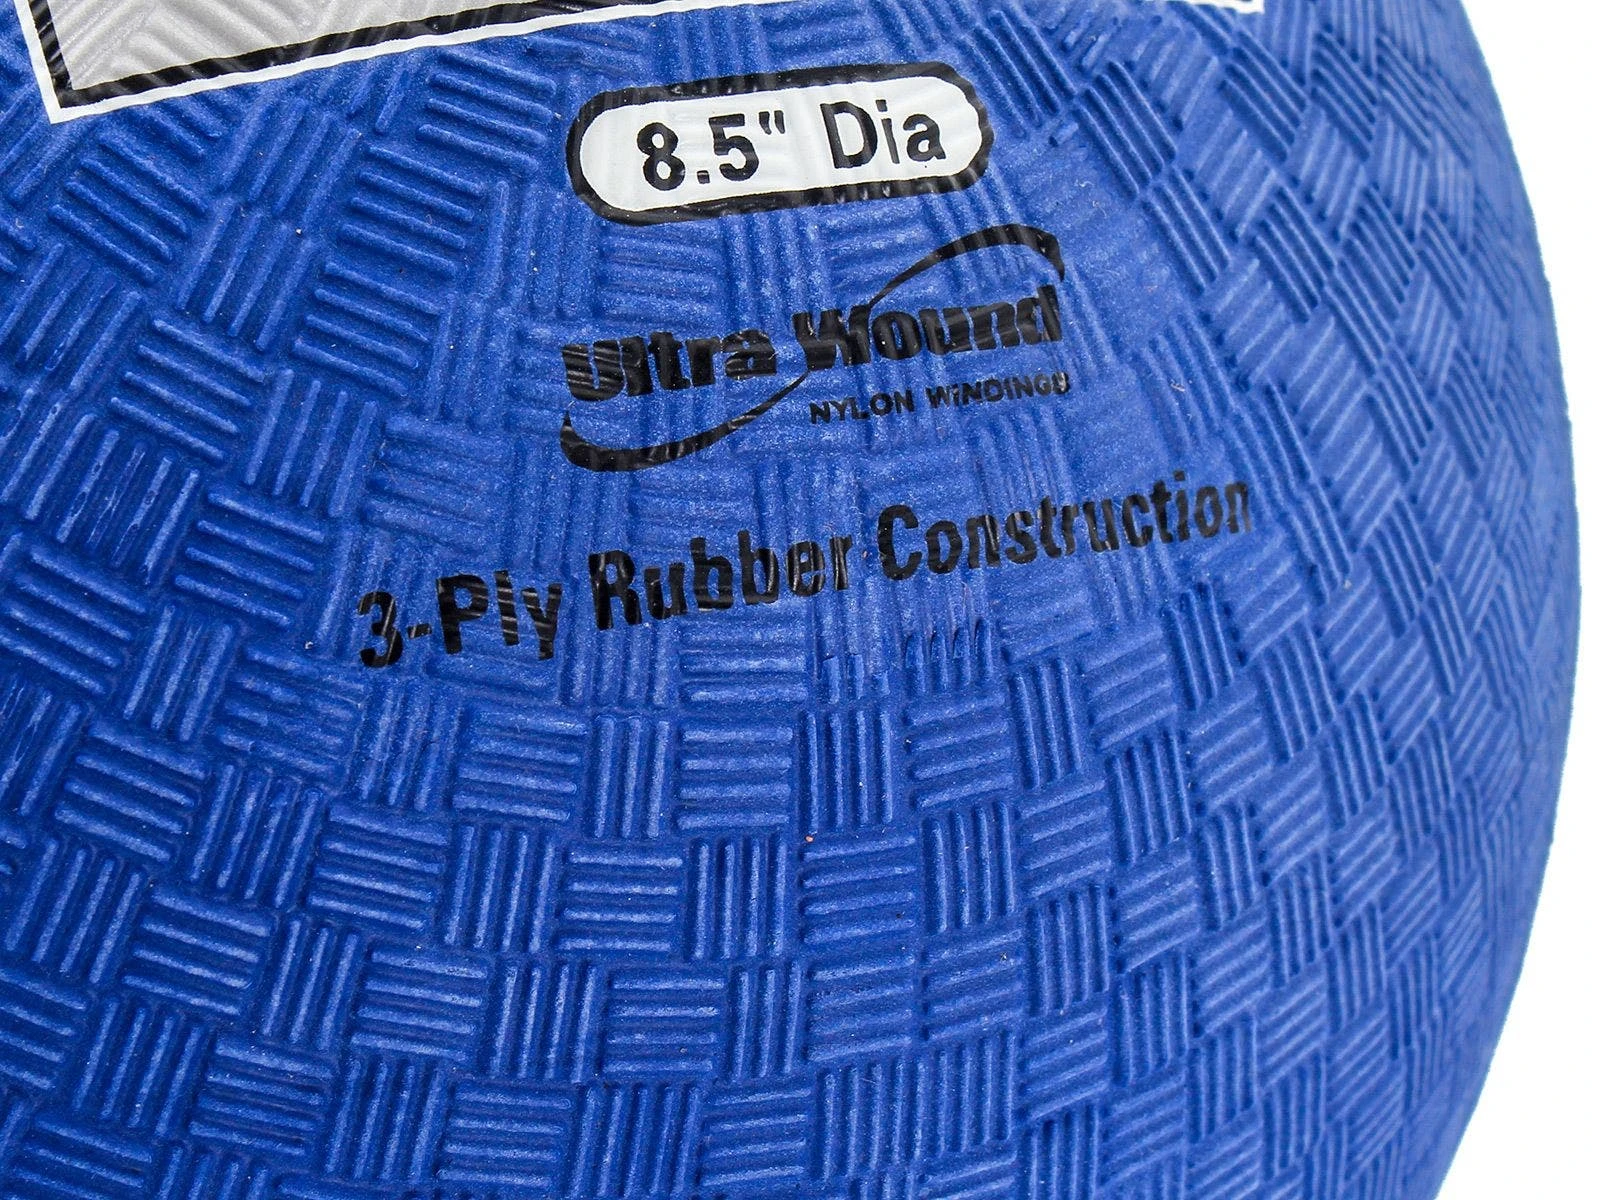 8.5" Dia
Ultra Wound
NYLON WINDINGS
3-Ply Rubber Construction